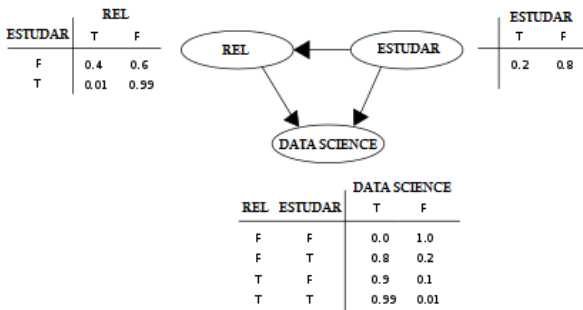 REL
ESTUDAR T F
F 0.4 0.6
T 0.01 0.99
REL
ESTUDAR
DATA SCIENCE
ESTUDAR
T F
0.2 0.8
DATA SCIENCE
REL ESTUDAR T F
F F 0.0 1.0
F T 0.8 0.2
T F 0.9 0.1
T T 0.99 0.01